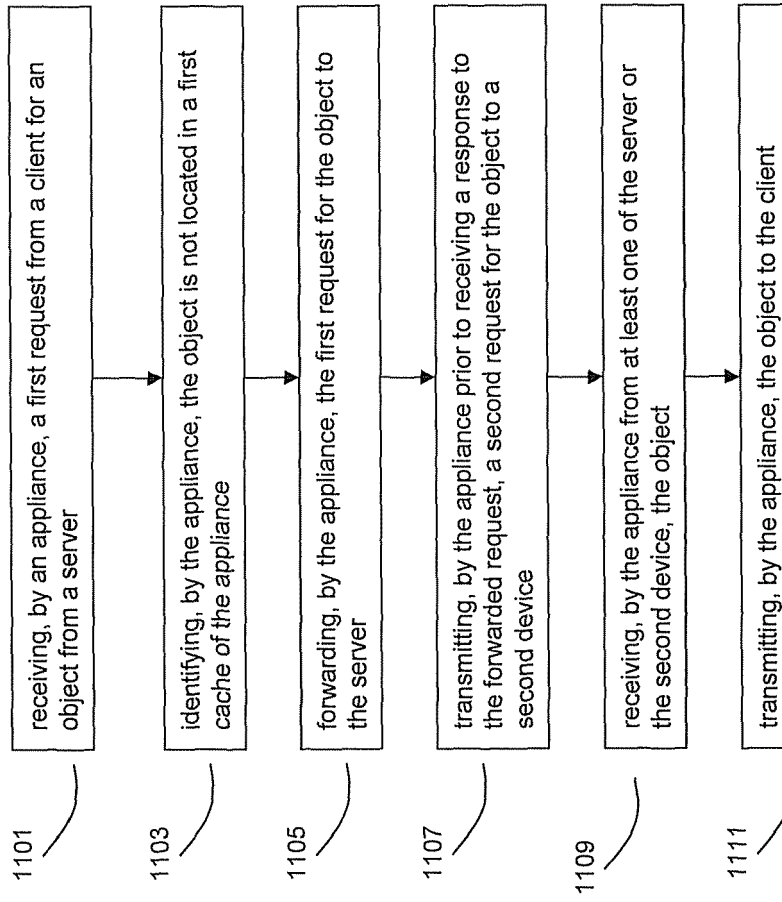 1101
receiving, by an appliance, a first request from a client for an
object from a server
1103
identifying, by the appliance, the object is not located in a first
cache of the appliance
1105
forwarding, by the appliance, the first request for the object to
the server
1107
transmitting, by the appliance prior to receiving a response to
the forwarded request, a second request for the object to a
second device
1109
receiving, by the appliance from at least one of the server or
the second device, the object
1111
transmitting, by the appliance, the object to the client